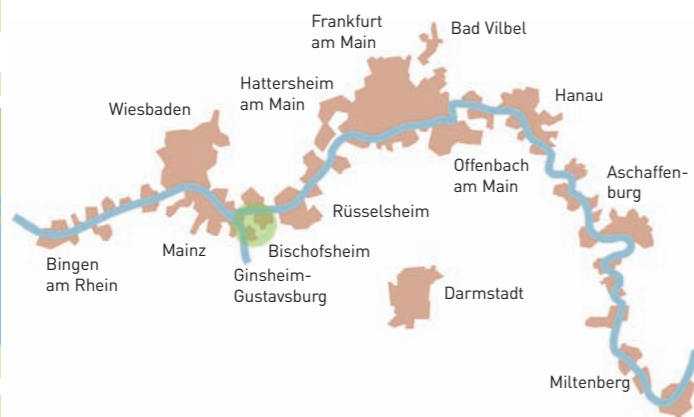 Frankfurt
am Main
Bad Vilbel
Hattersheim
am Main
Wiesbaden
Hanau
Offenbach
am Main
Aschaffen-
burg
Rüsselsheim
Mainz
Bischofsheim
Bingen
am Rhein
Ginsheim-
Gustavsburg
Darmstadt
Miltenberg